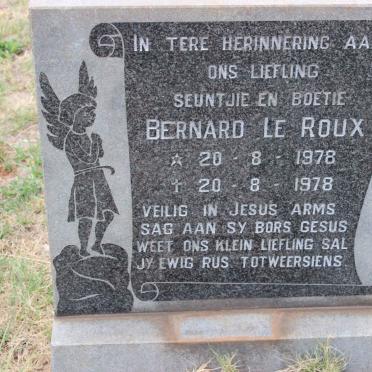 IN TERE HERINNERING AA
ONS LIEFLING
SEUNTJIE EN BOETIE
BERNARD LE ROUX
☆ 20 - 8 - 1978
† 20 - 8 - 1978
VEILIG IN JESUS ARMS
SAG AAN SY BORS GESUS
WEET ONS KLEIN LIEFLING SAL
JY EWIG RUS TOTWEERSIENS.